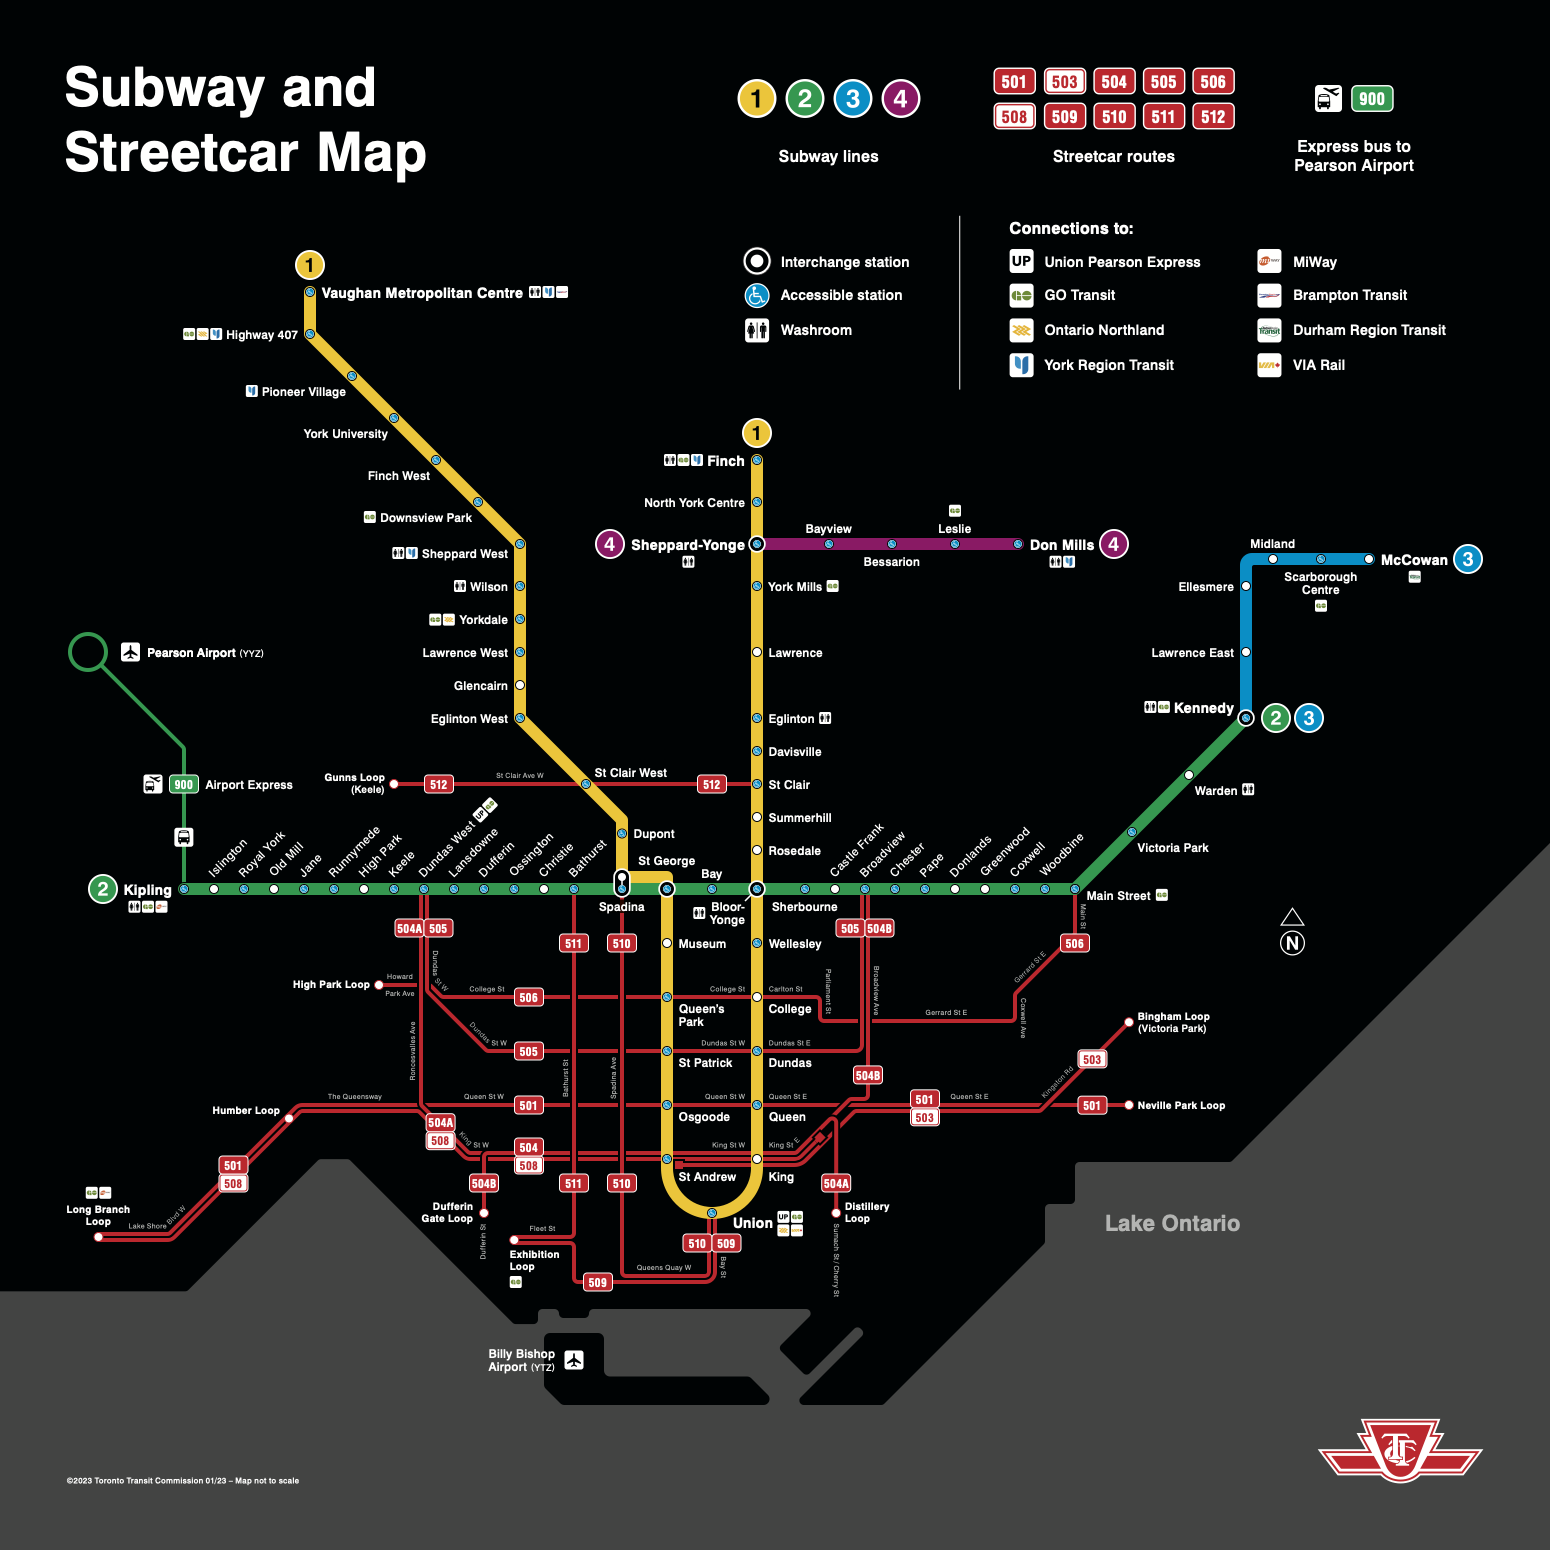 Subway and
Streetcar Map
1 2 3 4
Subway lines
501 503 504 505 506
508 509 510 511 512
Streetcar routes
900
Express bus to
Pearson Airport
Interchange station
Accessible station
Washroom
Connections to:
UP Union Pearson Express
GO Transit
Ontario Northland
York Region Transit
MiWay
Brampton Transit
Durham Region Transit
VIA Rail
1
Vaughan Metropolitan Centre
Highway 407
Pioneer Village
York University
Finch West
Downsview Park
Sheppard West
Wilson
Yorkdale
Lawrence West
Glencairn
Eglinton West
St Clair West
Dupont
St George
Spadina
1
Finch
North York Centre
4 Sheppard-Yonge
Bayview
Bessarion
Leslie
Don Mills 4
York Mills
Lawrence
Eglinton
Davisville
St Clair
Summerhill
Rosedale
Midland
McCowan 3
Scarborough
Centre
Ellesmere
Lawrence East
Kennedy 2 3
Warden
Victoria Park
Main Street
Pearson Airport (YYZ)
900 Airport Express
Gunns Loop
(Keele)
512
St Clair Ave W
512
2 Kipling
Islington
Royal York
Old Mill
Jane
Runnymede
High Park
Keele
Dundas West
UP
Lansdowne
Dufferin
Ossington
Christie
Bathurst
Bay
Bloor-
Yonge
Sherbourne
Castle Frank
Broadview
Chester
Pape
Donlands
Greenwood
Coxwell
Woodbine
504A 505
511
510
505 504B
506
Main St
Museum
Wellesley
Howard
Park Ave
High Park Loop
Dundas St W
College St
506
College St
Carlton St
Queen's
Park
College
Parliament St
Broadview Ave
Gerrard St E
Gerrard St E
Coxwell Ave
Bingham Loop
(Victoria Park)
Roncesvalles Ave
Dundas St W
505
Dundas St W
Dundas St E
St Patrick
Dundas
Bathurst St
Spadina Ave
504B
503
Kingston Rd
The Queensway
Queen St W
501
Queen St W
Queen St E
501
503
Queen St E
501
Neville Park Loop
Humber Loop
Osgoode
Queen
504A
508
King St W
504
508
King St W
King St E
St Andrew
King
501
508
504B
511
510
504A
Long Branch
Loop
Lake Shore Blvd W
Dufferin
Gate Loop
Dufferin St
Distillery
Loop
Sumach St / Cherry St
Union
UP
510 509
Bay St
Fleet St
Exhibition
Loop
509
Queens Quay W
Lake Ontario
N
Billy Bishop
Airport (YTZ)
TTC
©2023 Toronto Transit Commission 01/23 – Map not to scale